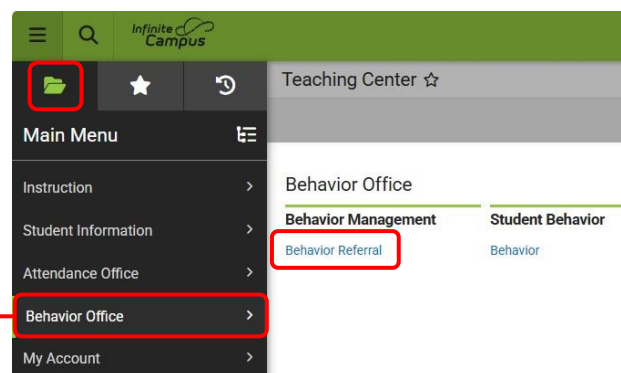 Infinite
Campus
Teaching Center
Main Menu
Instruction
Student Information
Attendance Office
Behavior Office
My Account
Behavior Office
Behavior Management
Student Behavior
Behavior Referral
Behavior